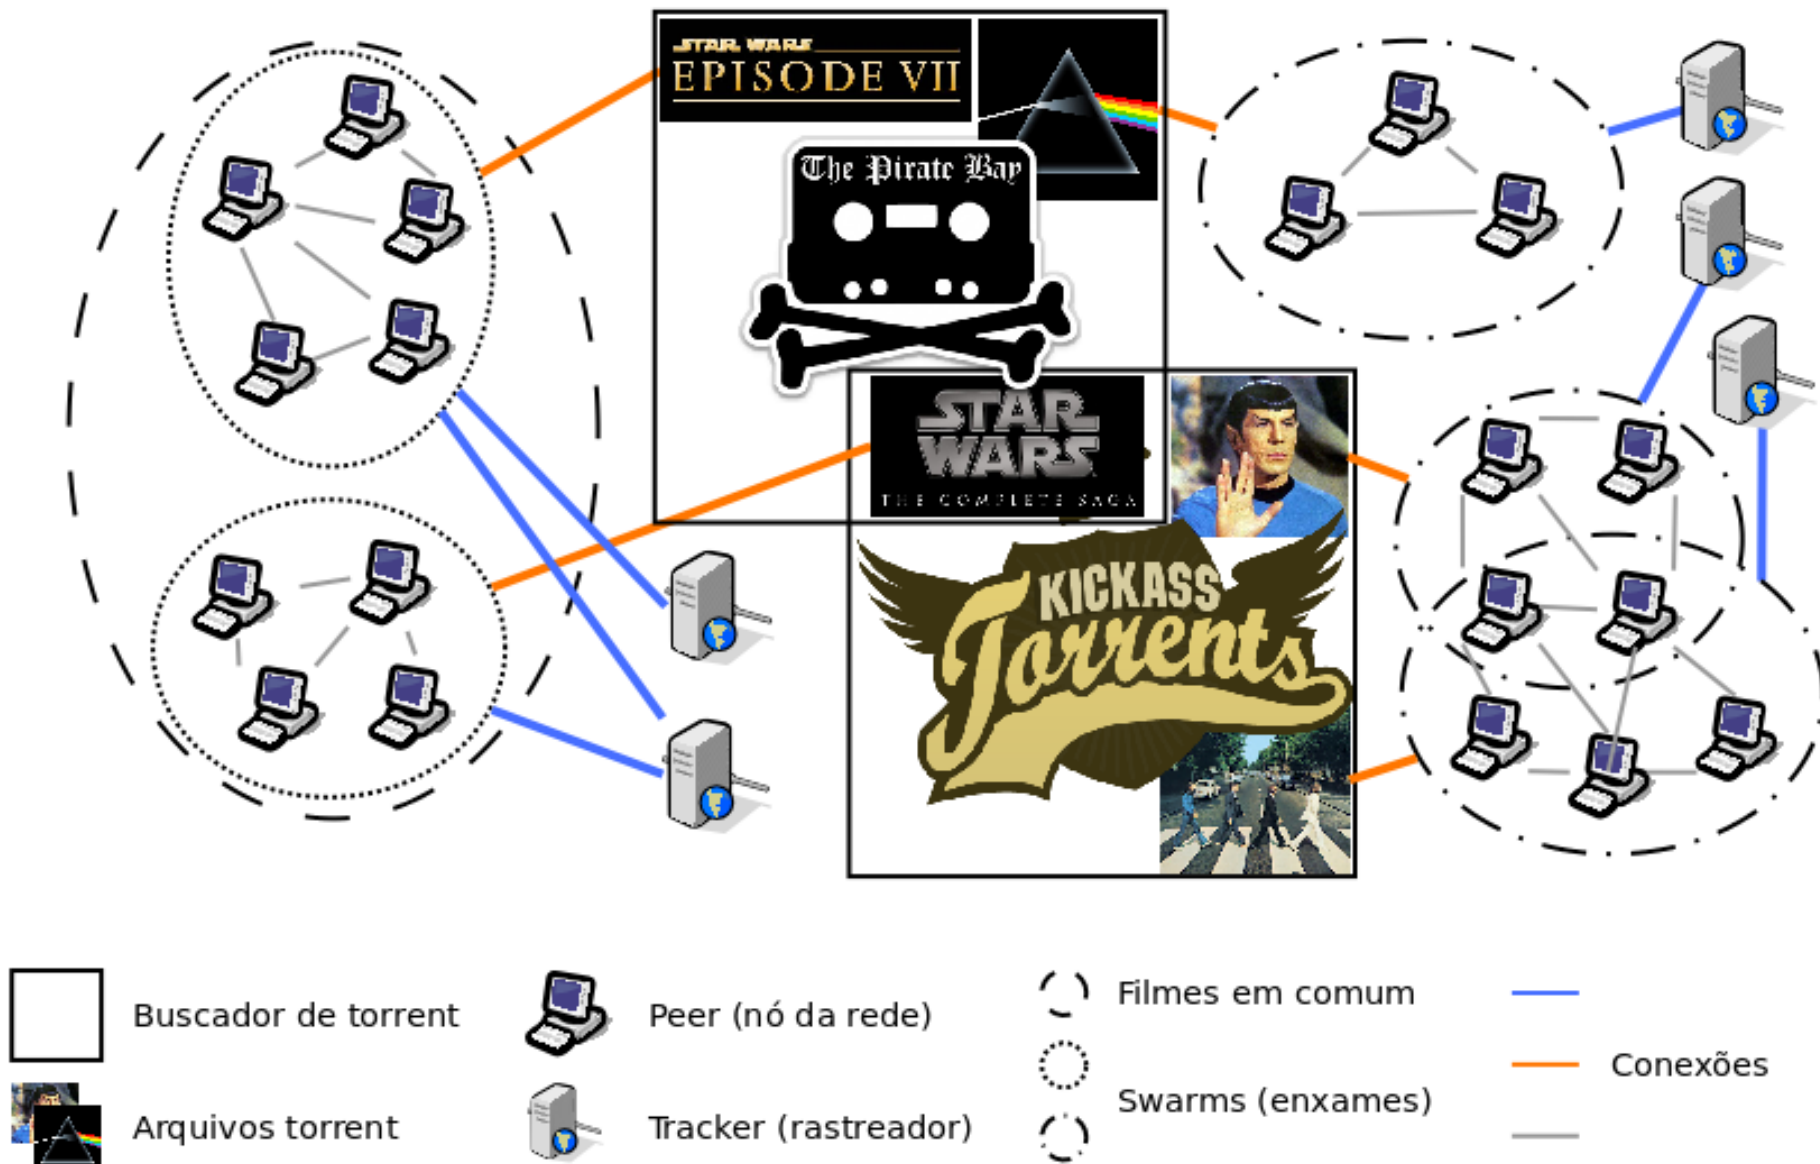 STAR WARS
EPISODE VII
The Pirate Bay
STAR
WARS
THE COMPLETE SAGA
KICKASS
Torrents
Buscador de torrent
Arquivos torrent
Peer (nó da rede)
Tracker (rastreador)
Filmes em comum
Swarms (enxames)
Conexões